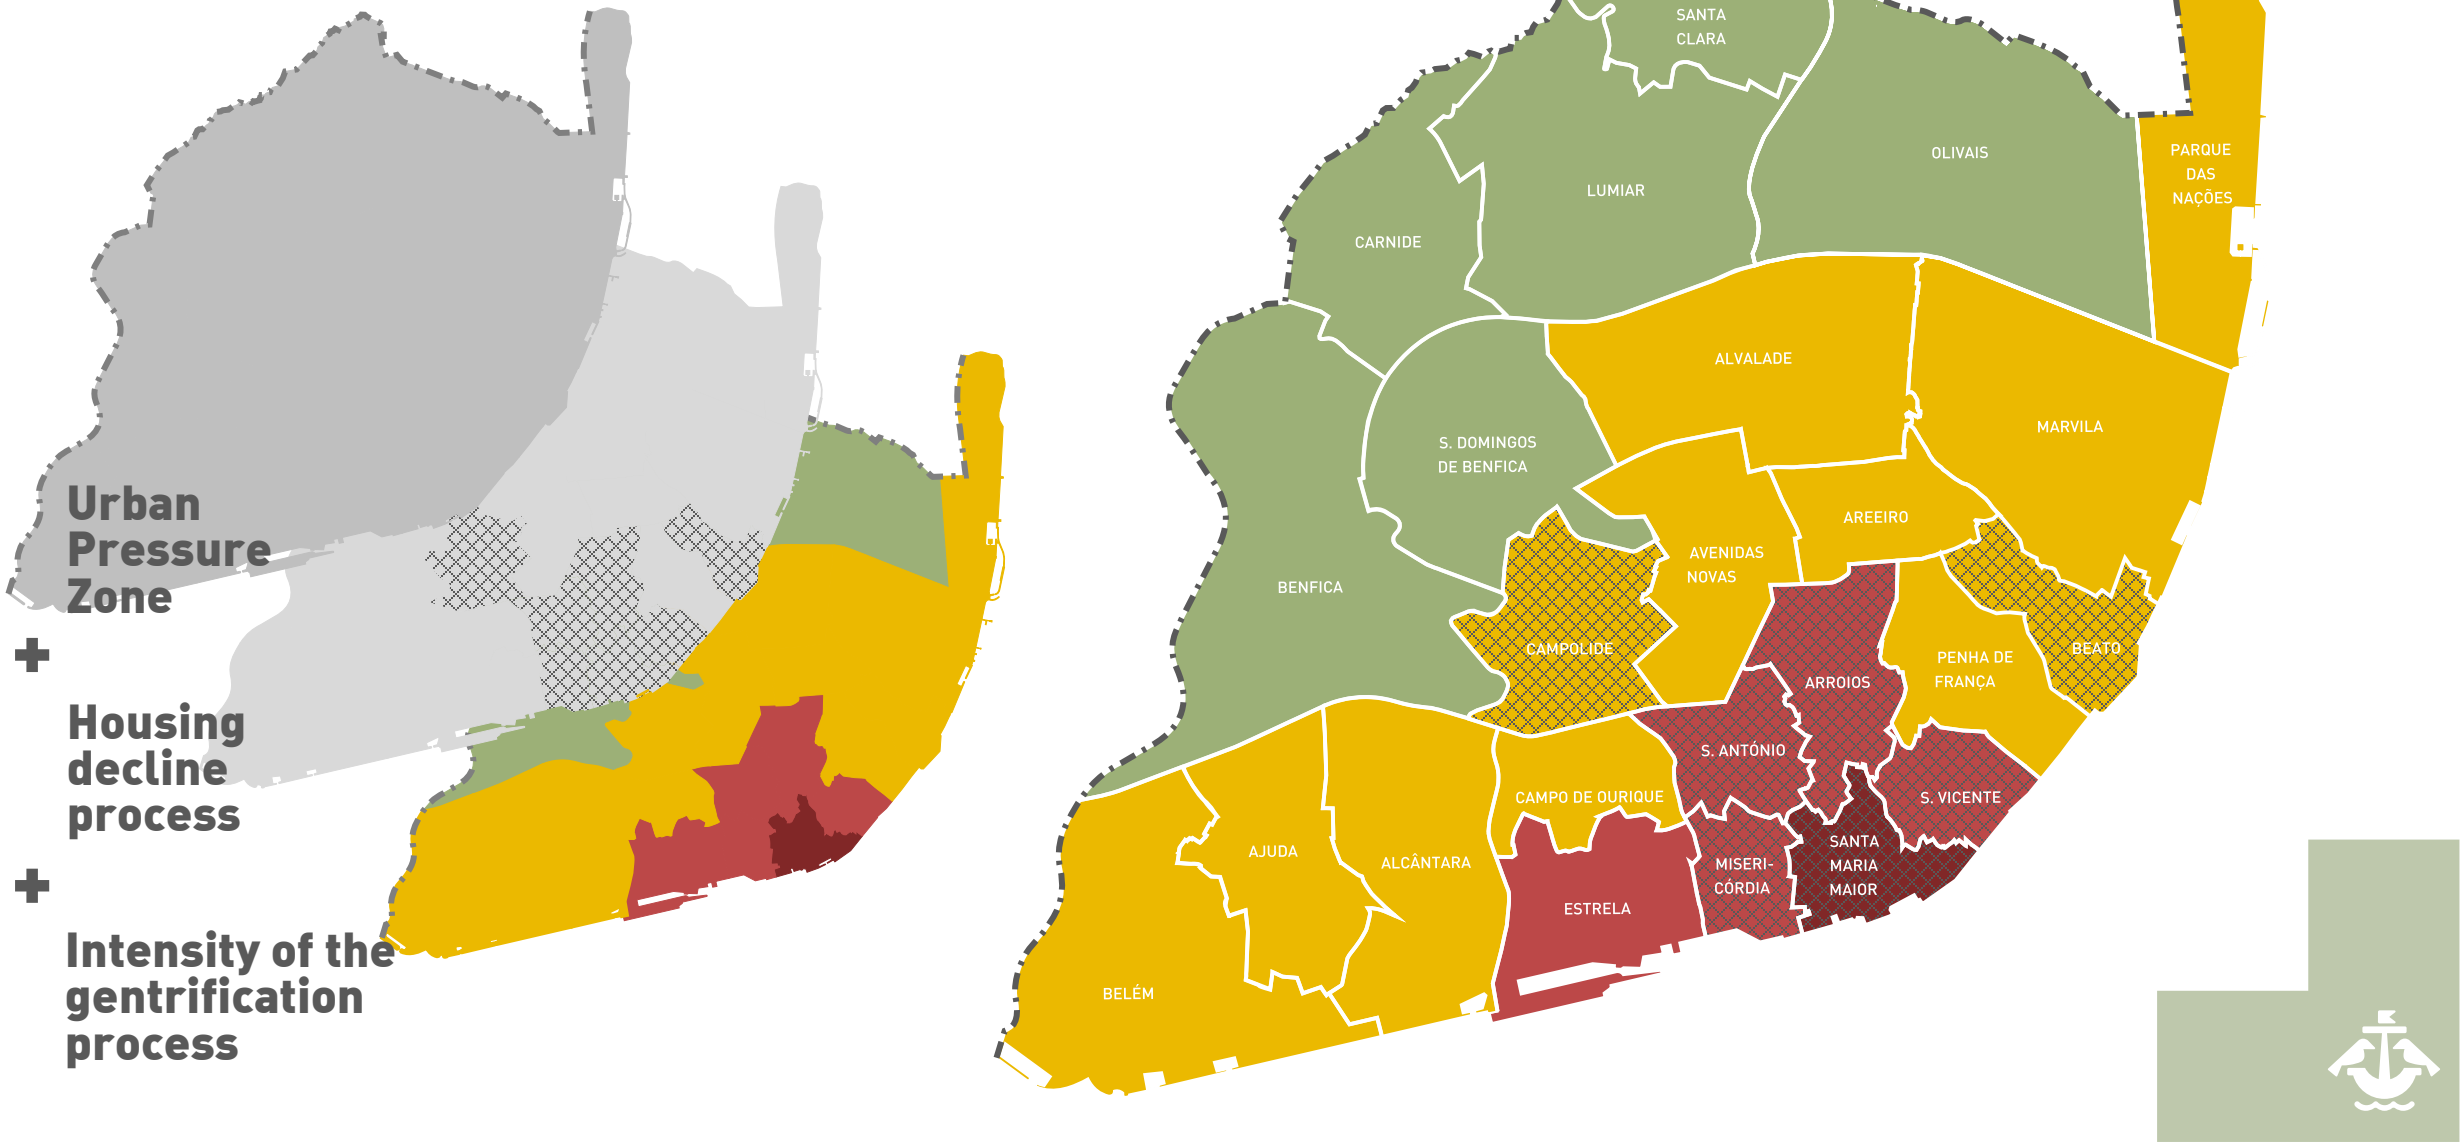 Urban
Pressure
Zone
+
Housing
decline
process
+
Intensity of the
gentrification
process
SANTA
CLARA
OLIVAIS
PARQUE
DAS
NAÇÕES
LUMIAR
CARNIDE
ALVALADE
MARVILA
S. DOMINGOS
DE BENFICA
AREEIRO
AVENIDAS
NOVAS
BENFICA
CAMPOLIDE
BEATO
PENHA DE
FRANÇA
ARROIOS
S. ANTÓNIO
CAMPO DE OURIQUE
S. VICENTE
AJUDA
ALCÂNTARA
SANTA
MARIA
MAIOR
MISERI-
CÓRDIA
ESTRELA
BELÉM